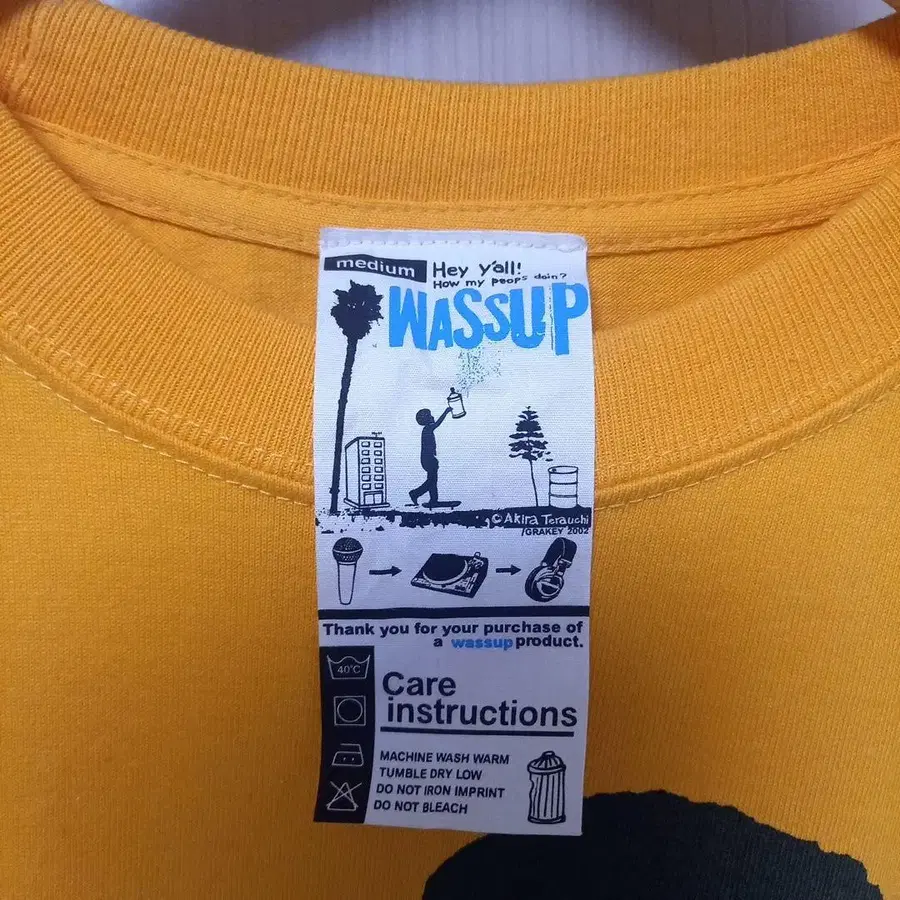 medium
Hey y'all!
How my peops doin?
WASSUP
©Akira Terauchi
/GRAKEY 2002
Thank you for your purchase of
a wassup product.
40°C
Care
instructions
MACHINE WASH WARM
TUMBLE DRY LOW
DO NOT IRON IMPRINT
DO NOT BLEACH